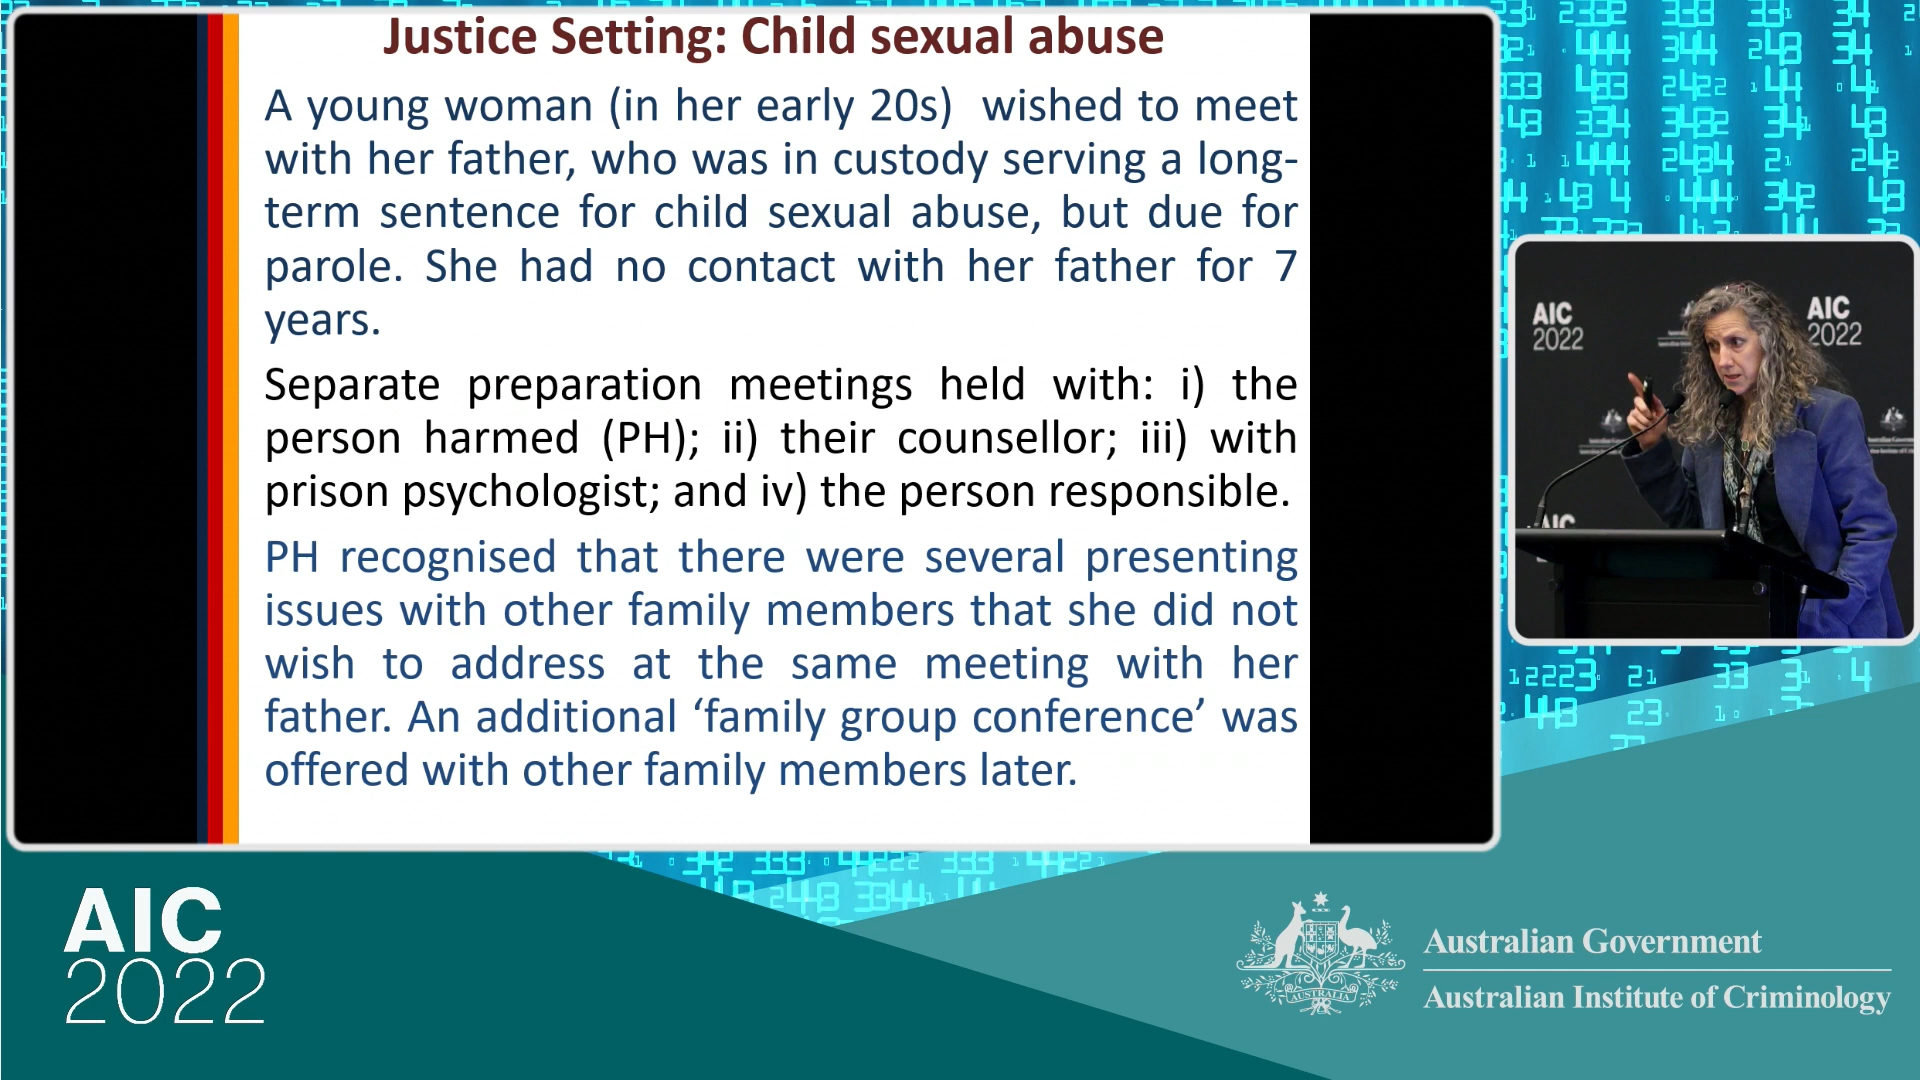 Justice Setting: Child sexual abuse
A young woman (in her early 20s) wished to meet
with her father, who was in custody serving a long-
term sentence for child sexual abuse, but due for
parole. She had no contact with her father for 7
years.
Separate preparation meetings held with: i) the
person harmed (PH); ii) their counsellor; iii) with
prison psychologist; and iv) the person responsible.
PH recognised that there were several presenting
issues with other family members that she did not
wish to address at the same meeting with her
father. An additional ‘family group conference’ was
offered with other family members later.
AIC
2022
AIC
2022
AIC
AIC
2022
AUSTRALIA
Australian Government
Australian Institute of Criminology